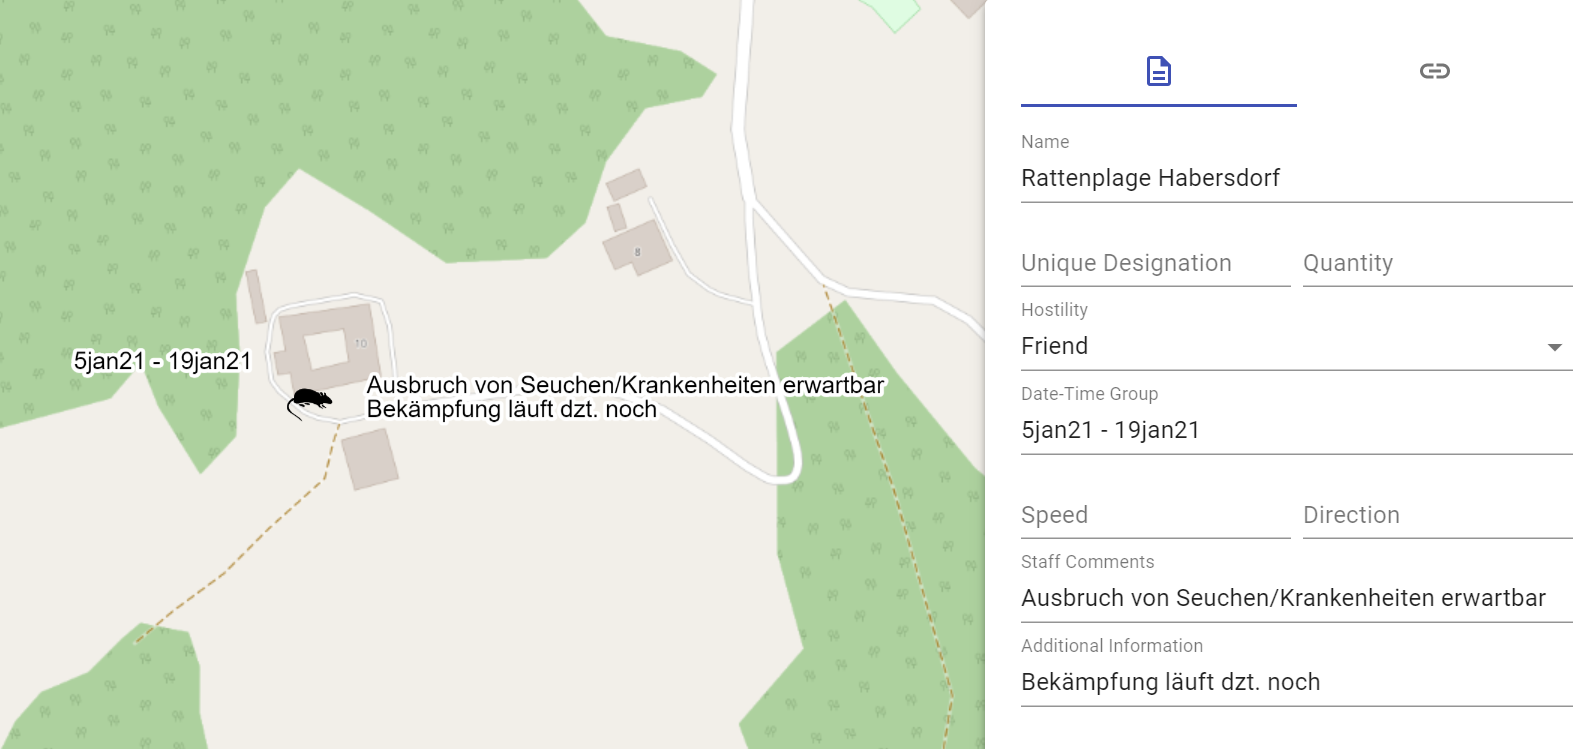 8
10
5jan21 - 19jan21
Ausbruch von Seuchen/Krankenheiten erwartbar
Bekämpfung läuft dzt. noch
Name
Rattenplage Habersdorf
Unique Designation
Quantity
Hostility
Friend
Date-Time Group
5jan21 - 19jan21
Speed
Direction
Staff Comments
Ausbruch von Seuchen/Krankenheiten erwartbar
Additional Information
Bekämpfung läuft dzt. noch